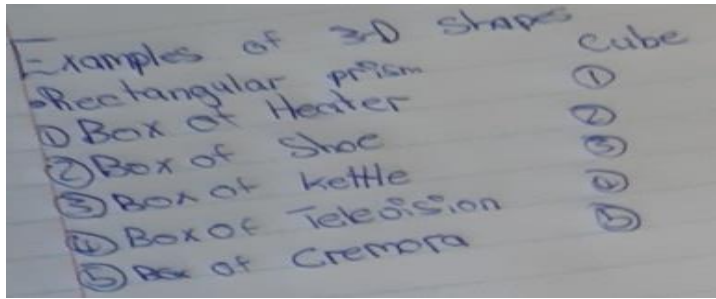 Examples of 3-D Shapes
•Rectangular prism Cube
① Box of Heater ①
② Box of Shoe ②
③ Box of Kettle ③
④ Box of Television ④
⑤ Box of Cremora ⑤